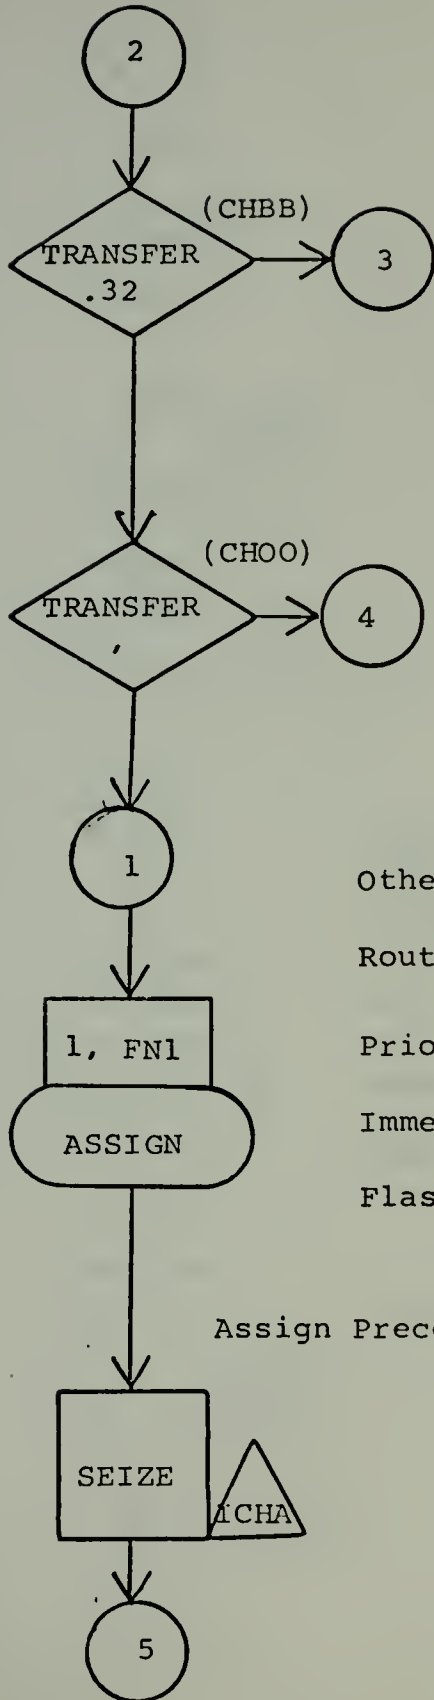 2
(CHBB)
TRANSFER
.32
3
(CHOO)
TRANSFER
,
4
1
Othe
Rout
1, FN1
Prio
ASSIGN
Imme
Flas
Assign Prec
SEIZE
ICHA
5